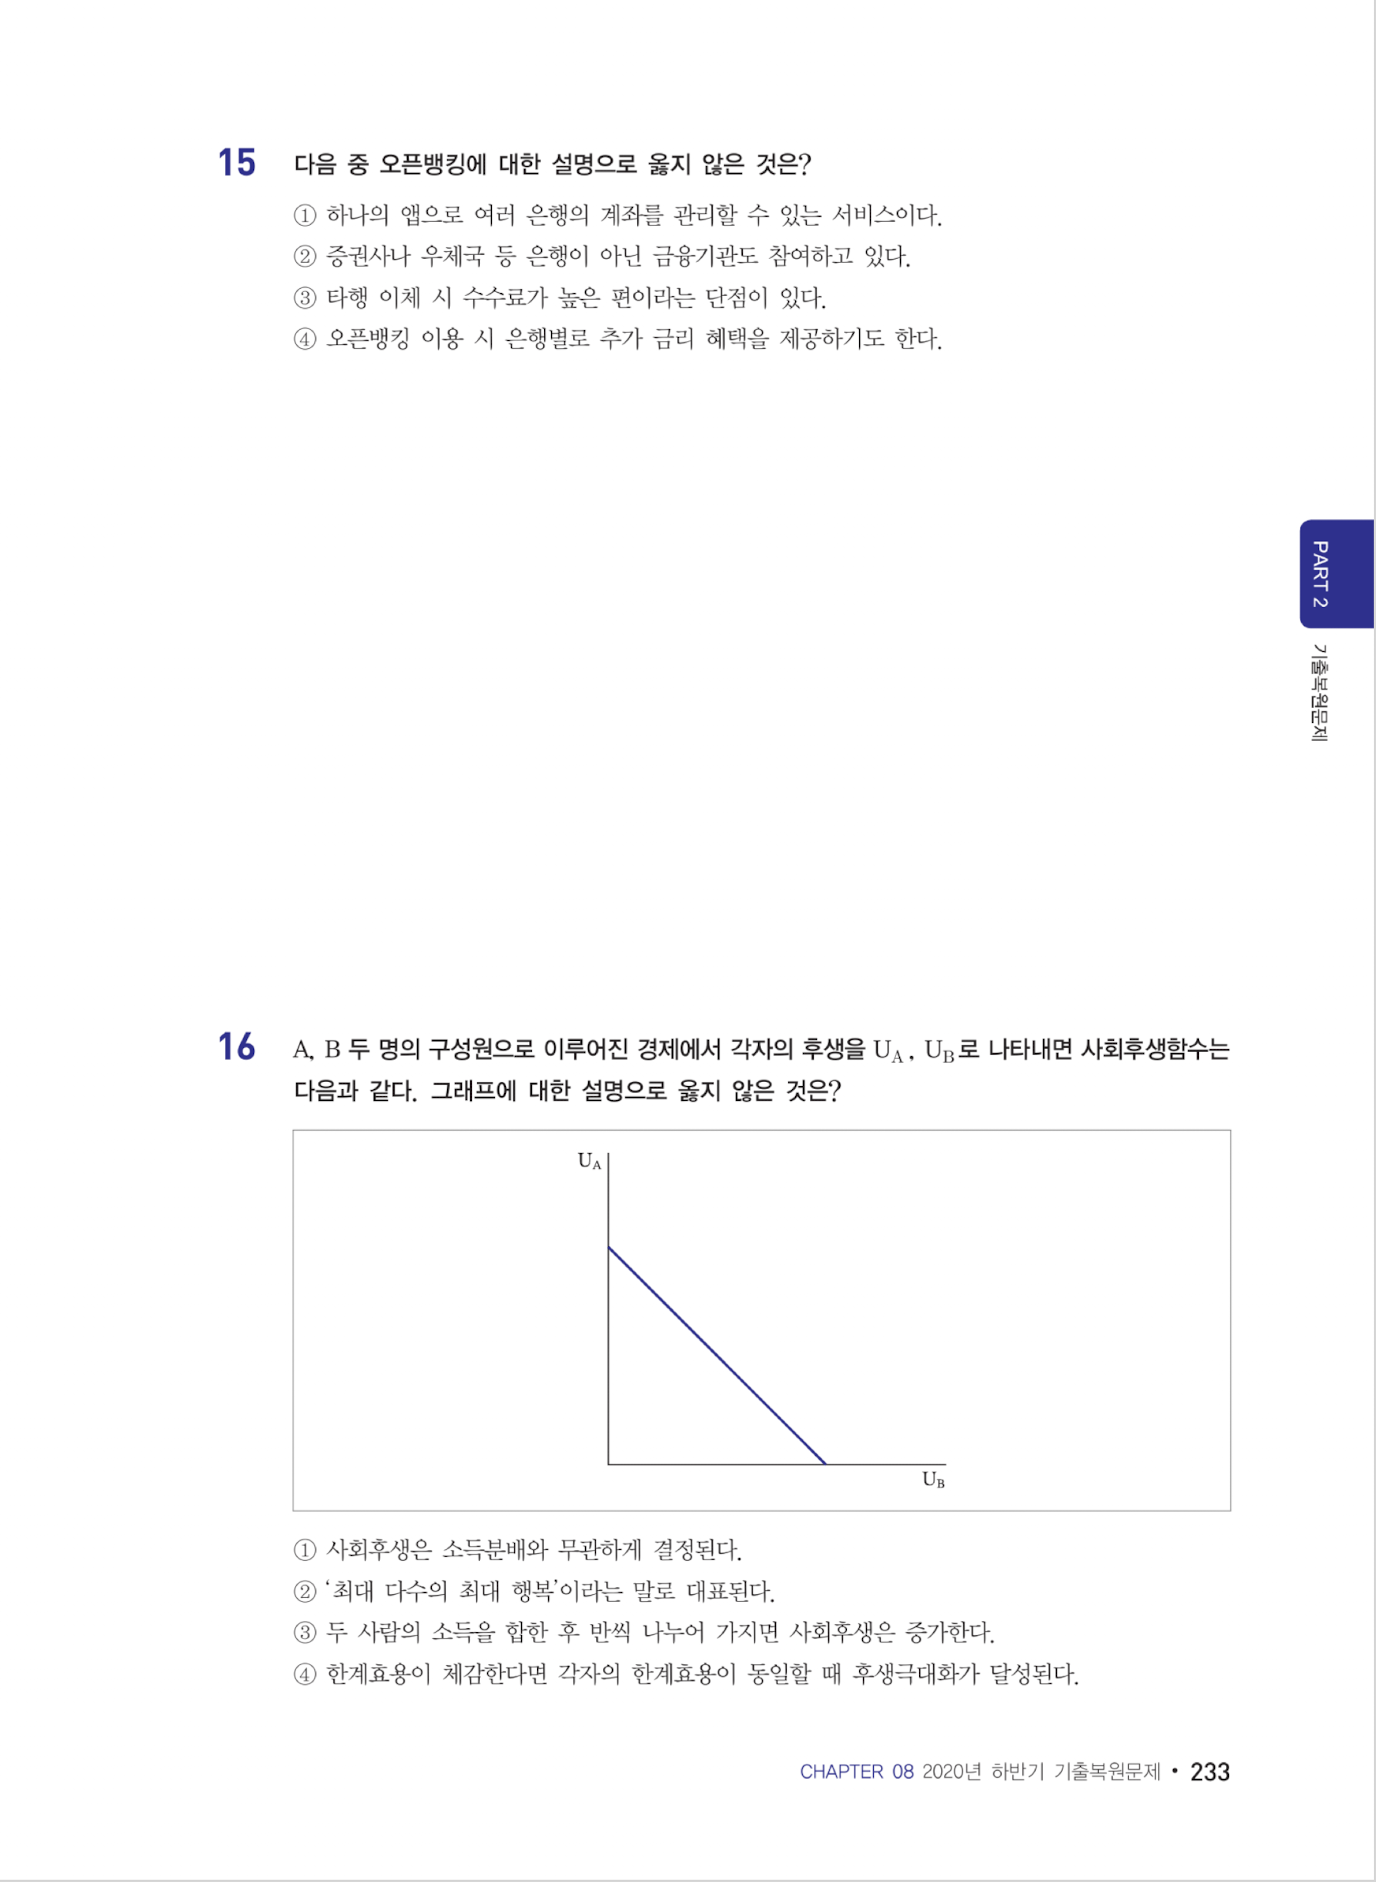 15 다음 중 오픈뱅킹에 대한 설명으로 옳지 않은 것은?
① 하나의 앱으로 여러 은행의 계좌를 관리할 수 있는 서비스이다.
② 증권사나 우체국 등 은행이 아닌 금융기관도 참여하고 있다.
③ 타행 이체 시 수수료가 높은 편이라는 단점이 있다.
④ 오픈뱅킹 이용 시 은행별로 추가 금리 혜택을 제공하기도 한다.
PART 2
기출복원문제
16 A, B 두 명의 구성원으로 이루어진 경제에서 각자의 후생을 UA, UB로 나타내면 사회후생함수는
다음과 같다. 그래프에 대한 설명으로 옳지 않은 것은?
UA
UB
① 사회후생은 소득분배와 무관하게 결정된다.
② ‘최대 다수의 최대 행복’이라는 말로 대표된다.
③ 두 사람의 소득을 합한 후 반씩 나누어 가지면 사회후생은 증가한다.
④ 한계효용이 체감한다면 각자의 한계효용이 동일할 때 후생극대화가 달성된다.
CHAPTER 08 2020년 하반기 기출복원문제 • 233